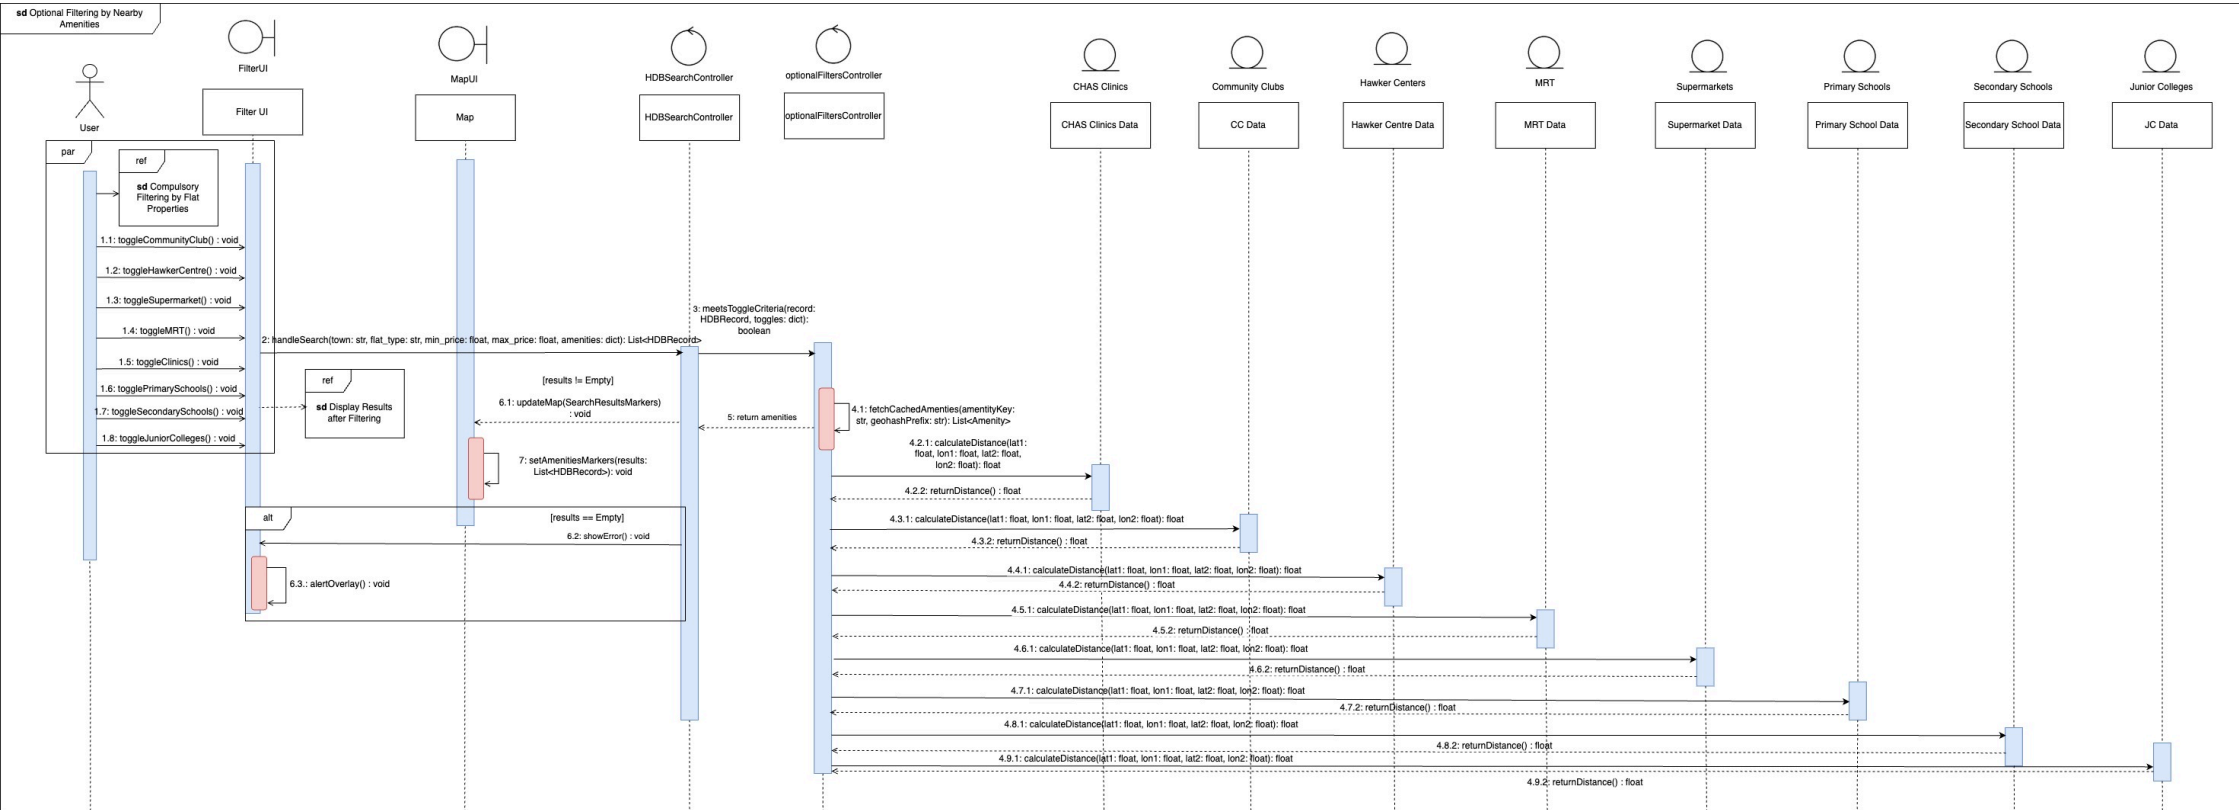 sd Optional Filtering by Nearby
Amenities
User
FilterUI
Filter UI
MapUI
Map
HDBSearchController
HDBSearchController
optionalFiltersController
optionalFiltersController
CHAS Clinics
CHAS Clinics Data
Community Clubs
CC Data
Hawker Centers
Hawker Centre Data
MRT
MRT Data
Supermarkets
Supermarket Data
Primary Schools
Primary School Data
Secondary Schools
Secondary School Data
Junior Colleges
JC Data
par
ref
sd Compulsory
Filtering by Flat
Properties
1.1: toggleCommunityClub() : void
1.2: toggleHawkerCentre() : void
1.3: toggleSupermarket() : void
1.4: toggleMRT() : void
1.5: toggleClinics() : void
1.6: togglePrimarySchools() : void
1.7: toggleSecondarySchools() : void
1.8: toggleJuniorColleges() : void
2: handleSearch(town: str, flat_type: str, min_price: float, max_price: float, amenities: dict): List<HDBRecord>
3: meetsToggleCriteria(record:
HDBRecord, toggles: dict):
boolean
ref
sd Display Results
after Filtering
[results != Empty]
6.1: updateMap(SearchResultsMarkers)
: void
5: return amenities
4.1: fetchCachedAmenties(amentityKey:
str, geohashPrefix: str): List<Amenity>
7: setAmenitiesMarkers(results:
List<HDBRecord>): void
4.2.1: calculateDistance(lat1:
float, lon1: float, lat2: float,
lon2: float): float
4.2.2: returnDistance() : float
alt
[results == Empty]
6.2: showError() : void
6.3.: alertOverlay() : void
4.3.1: calculateDistance(lat1: float, lon1: float, lat2: float, lon2: float): float
4.3.2: returnDistance() : float
4.4.1: calculateDistance(lat1: float, lon1: float, lat2: float, lon2: float): float
4.4.2: returnDistance() : float
4.5.1: calculateDistance(lat1: float, lon1: float, lat2: float, lon2: float): float
4.5.2: returnDistance() : float
4.6.1: calculateDistance(lat1: float, lon1: float, lat2: float, lon2: float): float
4.6.2: returnDistance() : float
4.7.1: calculateDistance(lat1: float, lon1: float, lat2: float, lon2: float): float
4.7.2: returnDistance() : float
4.8.1: calculateDistance(lat1: float, lon1: float, lat2: float, lon2: float): float
4.8.2: returnDistance() : float
4.9.1: calculateDistance(lat1: float, lon1: float, lat2: float, lon2: float): float
4.9.2: returnDistance() : float